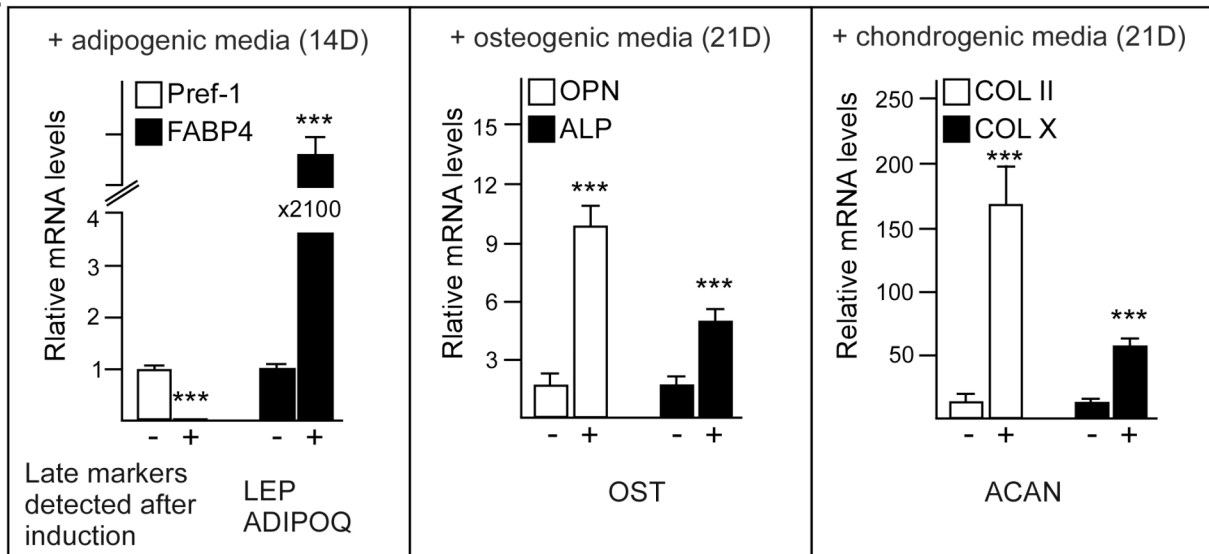 + adipogenic media (14D)
Rlative mRNA levels
Pref-1
FABP4
***
x2100
4
3
2
1
***
- + - +
Late markers
detected after
induction
LEP
ADIPOQ
+ osteogenic media (21D)
Rlative mRNA levels
OPN
ALP
15
12
9
6
3
***
***
- + - +
OST
+ chondrogenic media (21D)
Relative mRNA levels
COL II
COL X
250
200
150
100
50
***
***
- + - +
ACAN